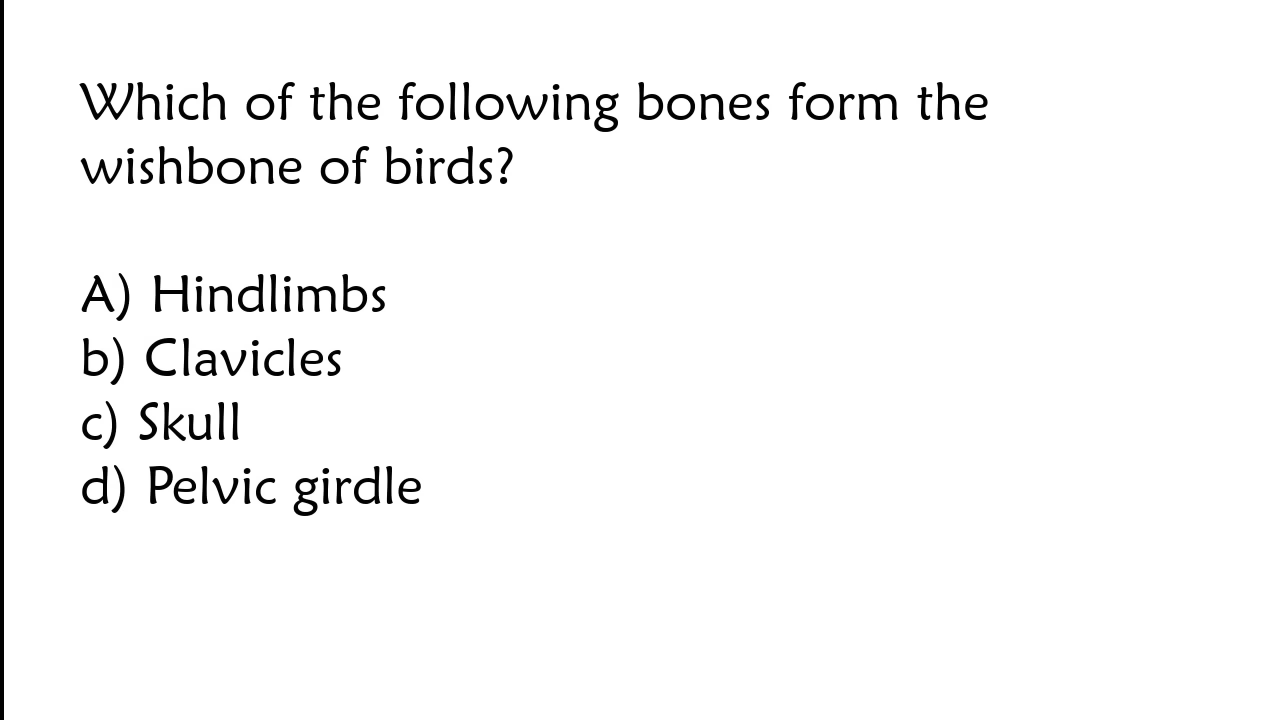 Which of the following bones form the
wishbone of birds?
A) Hindlimbs
b) Clavicles
c) Skull
d) Pelvic girdle